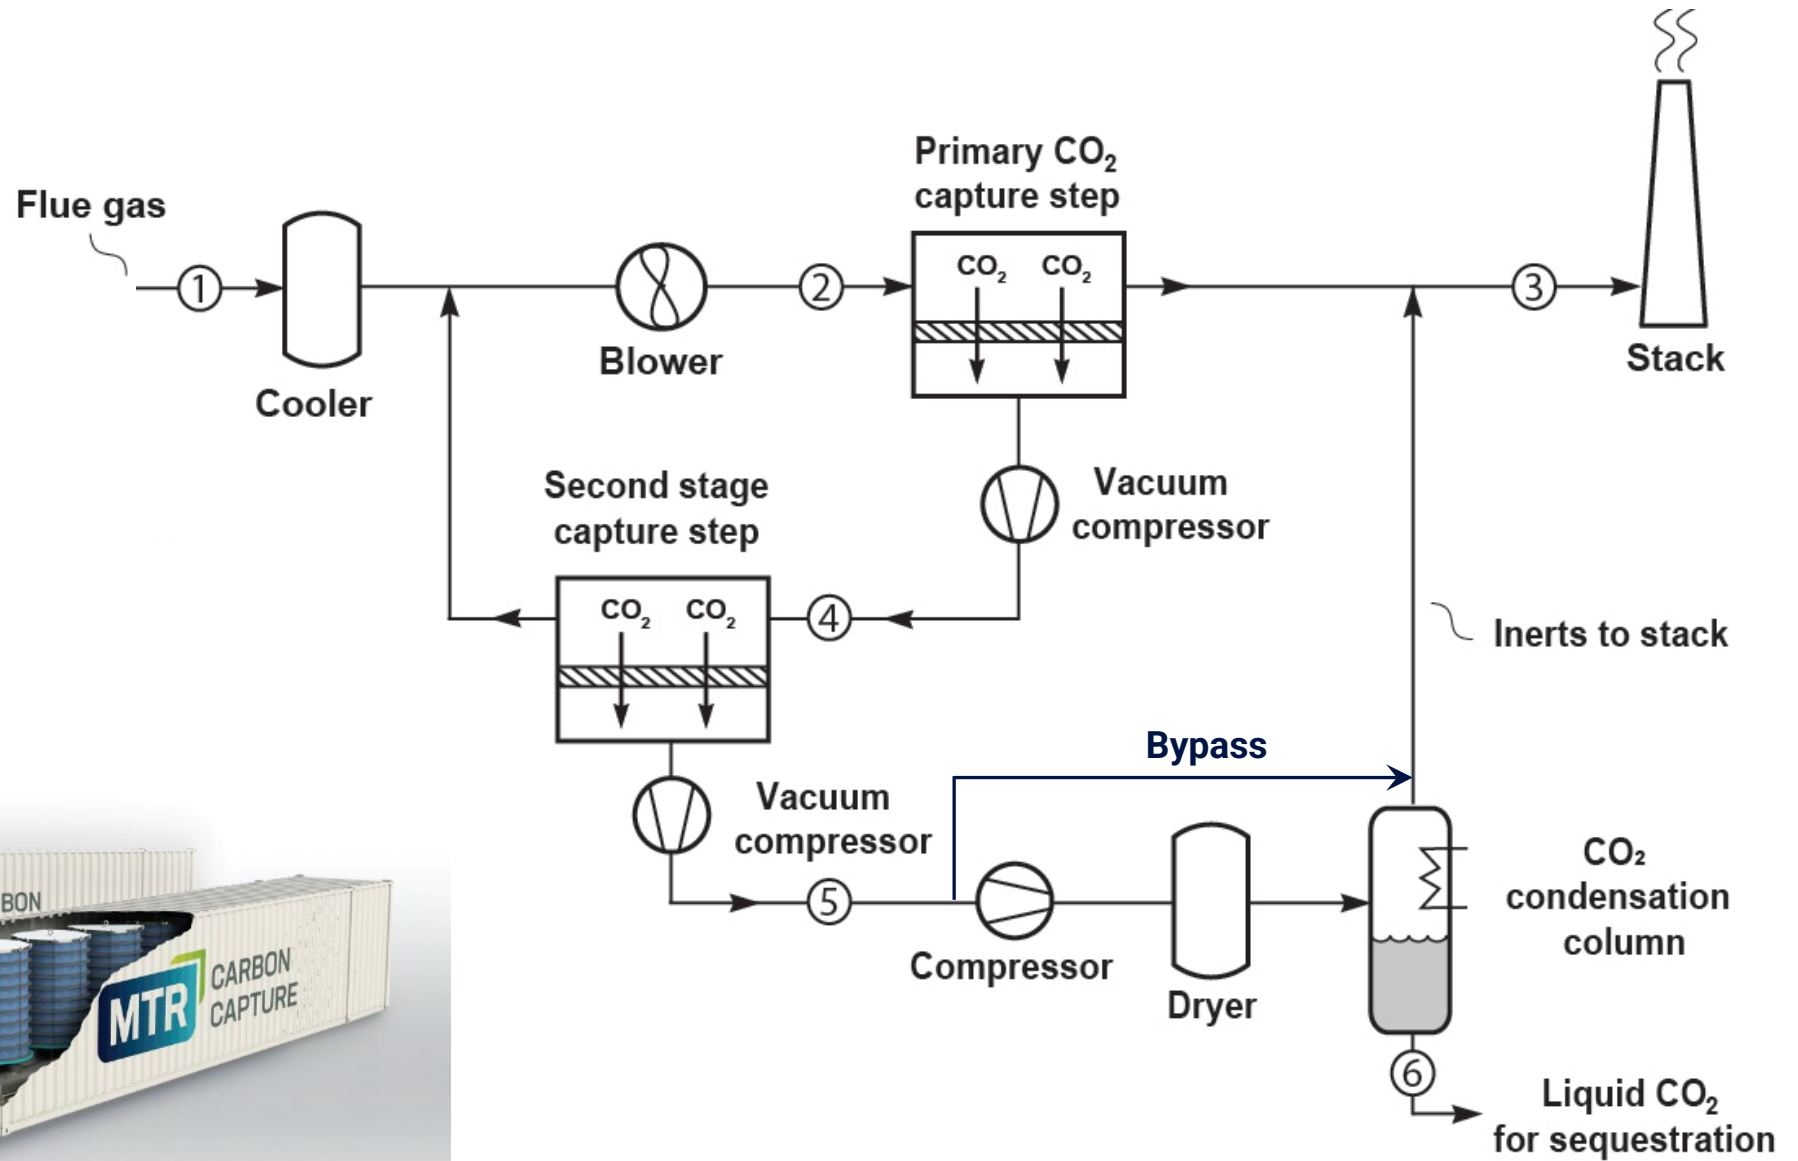 Primary CO₂
capture step
Flue gas
1
Cooler
Blower
2
CO₂ CO₂
3
Stack
Second stage
capture step
Vacuum
compressor
CO₂ CO₂
4
Inerts to stack
Bypass
Vacuum
compressor
5
Compressor
Dryer
CO₂
condensation
column
6
Liquid CO₂
for sequestration
BON
MTR
CARBON
CAPTURE